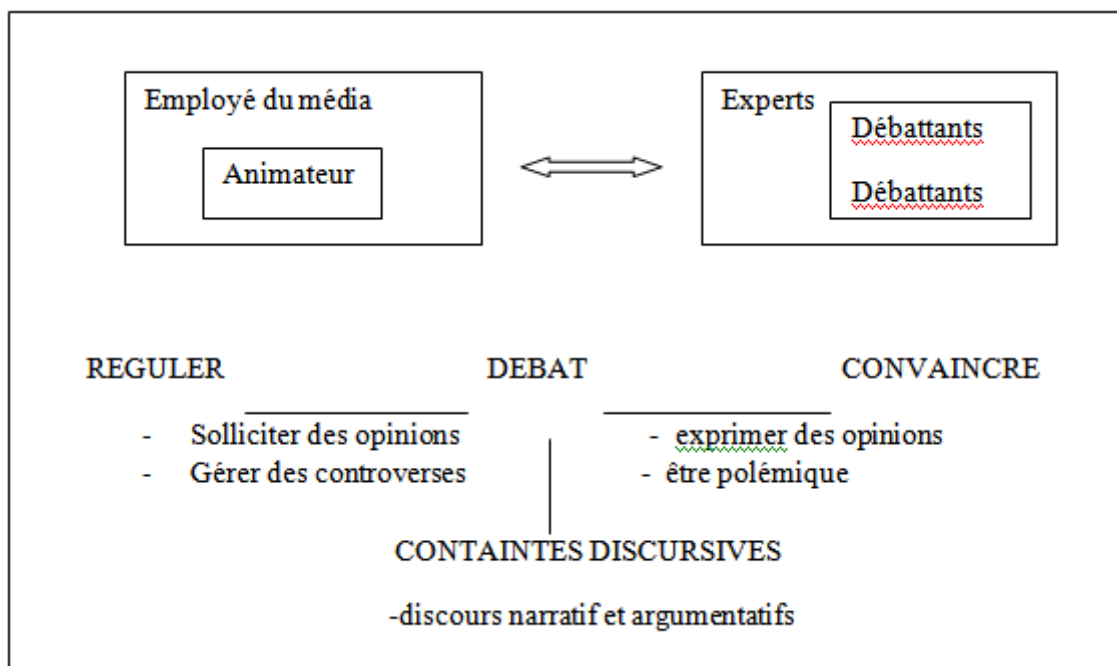 Employé du média
Experts
Animateur
Débattants
Débattants
REGULER DEBAT CONVAINCRE
- Solliciter des opinions - exprimer des opinions
- Gérer des controverses - être polémique
CONTAINTES DISCURSIVES
-discours narratif et argumentatifs